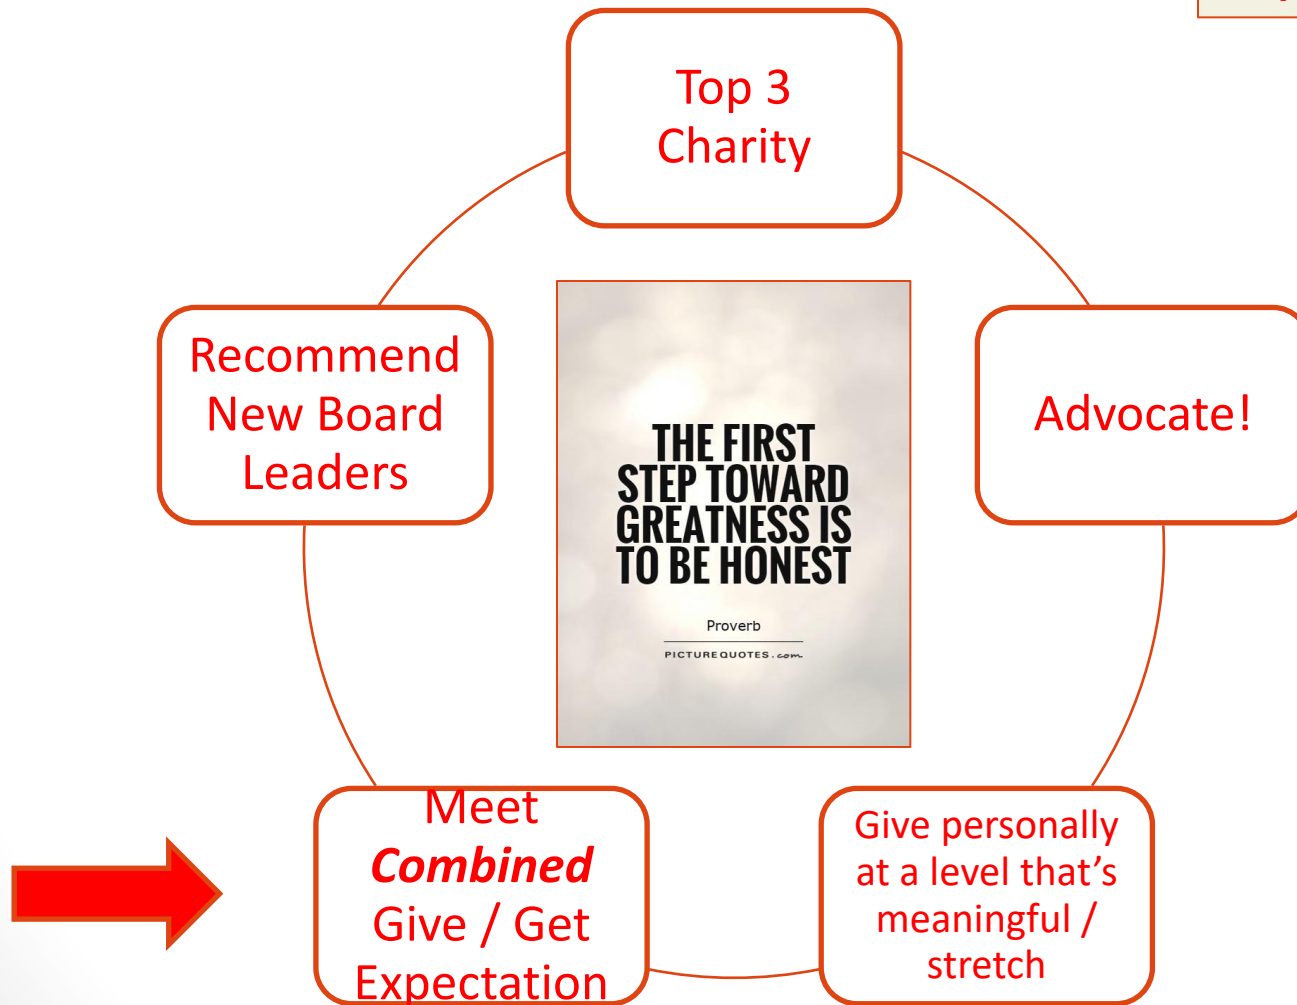 Top 3
Charity
Advocate!
Give personally
at a level that’s
meaningful /
stretch
Meet
Combined
Give / Get
Expectation
Recommend
New Board
Leaders
THE FIRST
STEP TOWARD
GREATNESS IS
TO BE HONEST
Proverb
PICTUREQUOTES.com